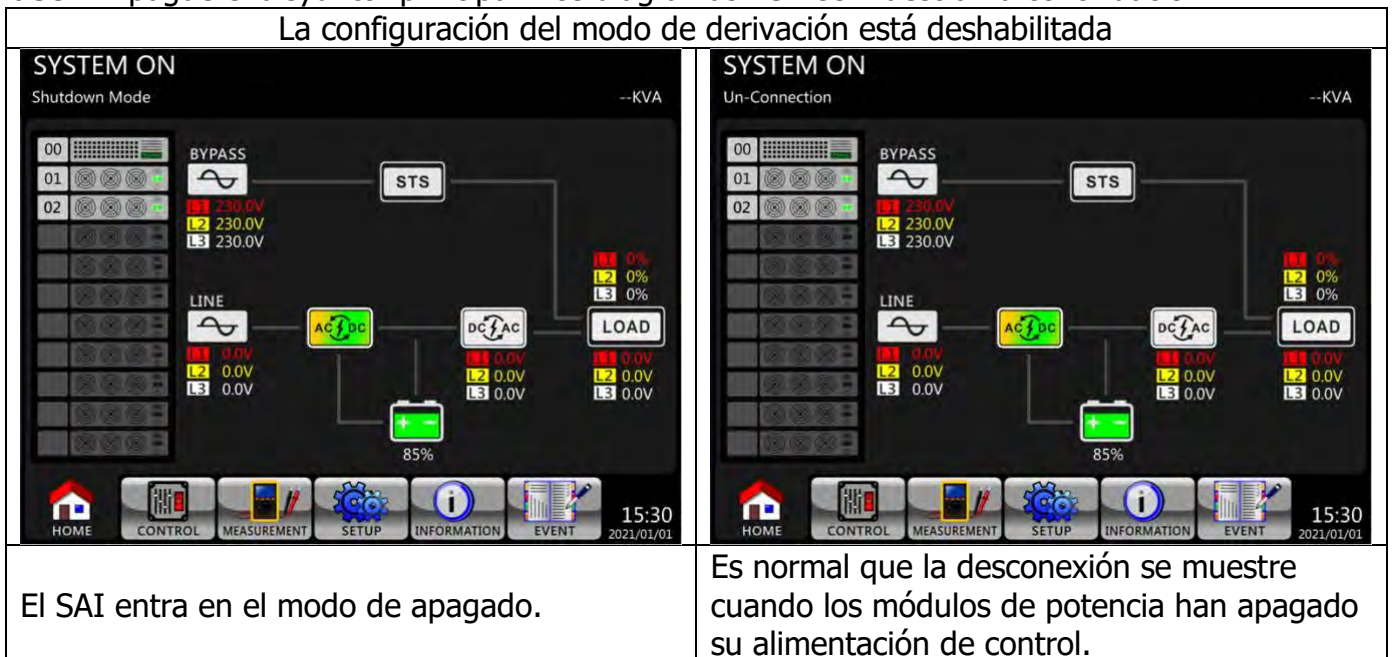 La configuración del modo de derivación está deshabilitada
SYSTEM ON
Shutdown Mode
--KVA
00
01
02
BYPASS
L1 230.0V
L2 230.0V
L3 230.0V
STS
LINE
L1 0.0V
L2 0.0V
L3 0.0V
AC DC
DC AC
L1 0.0V
L2 0.0V
L3 0.0V
L1 0%
L2 0%
L3 0%
LOAD
L1 0.0V
L2 0.0V
L3 0.0V
85%
HOME
CONTROL
MEASUREMENT
SETUP
INFORMATION
EVENT
15:30
2021/01/01
SYSTEM ON
Un-Connection
--KVA
00
01
02
BYPASS
L1 230.0V
L2 230.0V
L3 230.0V
STS
LINE
L1 0.0V
L2 0.0V
L3 0.0V
AC DC
DC AC
L1 0.0V
L2 0.0V
L3 0.0V
L1 0%
L2 0%
L3 0%
LOAD
L1 0.0V
L2 0.0V
L3 0.0V
85%
HOME
CONTROL
MEASUREMENT
SETUP
INFORMATION
EVENT
15:30
2021/01/01
El SAI entra en el modo de apagado.
Es normal que la desconexión se muestre
cuando los módulos de potencia han apagado
su alimentación de control.